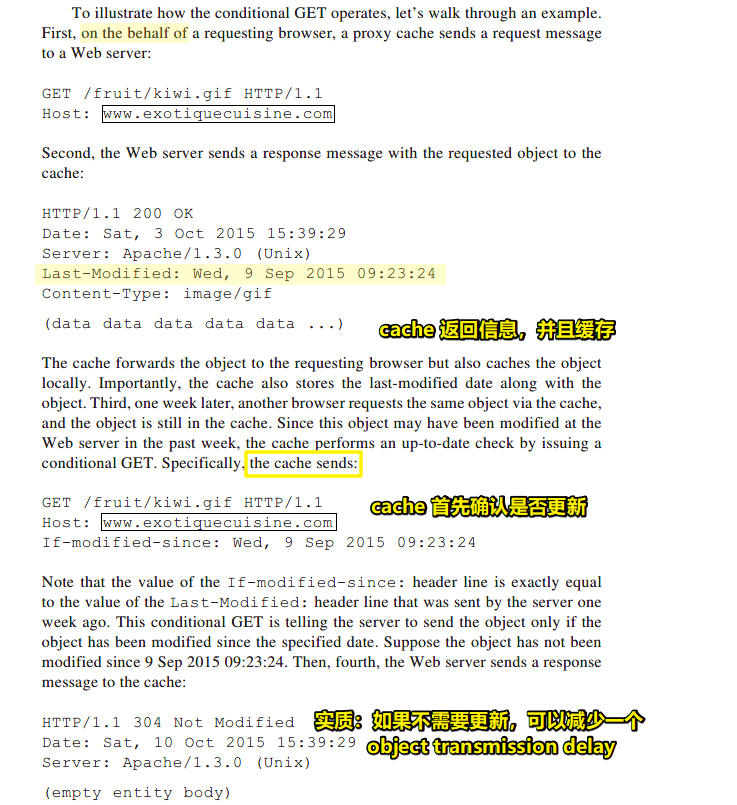 To illustrate how the conditional GET operates, let's walk through an example.
First, on the behalf of a requesting browser, a proxy cache sends a request message
to a Web server:
GET /fruit/kiwi.gif HTTP/1.1
Host: www.exotiquecuisine.com
Second, the Web server sends a response message with the requested object to the
cache:
HTTP/1.1 200 OK
Date: Sat, 3 Oct 2015 15:39:29
Server: Apache/1.3.0 (Unix)
Last-Modified: Wed, 9 Sep 2015 09:23:24
Content-Type: image/gif
(data data data data data ...)
cache 返回信息，并且缓存
The cache forwards the object to the requesting browser but also caches the object
locally. Importantly, the cache also stores the last-modified date along with the
object. Third, one week later, another browser requests the same object via the cache,
and the object is still in the cache. Since this object may have been modified at the
Web server in the past week, the cache performs an up-to-date check by issuing a
conditional GET. Specifically, the cache sends:
GET /fruit/kiwi.gif HTTP/1.1
cache 首先确认是否更新
Host: www.exotiquecuisine.com
If-modified-since: Wed, 9 Sep 2015 09:23:24
Note that the value of the If-modified-since: header line is exactly equal
to the value of the Last-Modified: header line that was sent by the server one
week ago. This conditional GET is telling the server to send the object only if the
object has been modified since the specified date. Suppose the object has not been
modified since 9 Sep 2015 09:23:24. Then, fourth, the Web server sends a response
message to the cache:
HTTP/1.1 304 Not Modified
实质：如果不需要更新，可以减少一个
Date: Sat, 10 Oct 2015 15:39:29
object transmission delay
Server: Apache/1.3.0 (Unix)
(empty entity body)